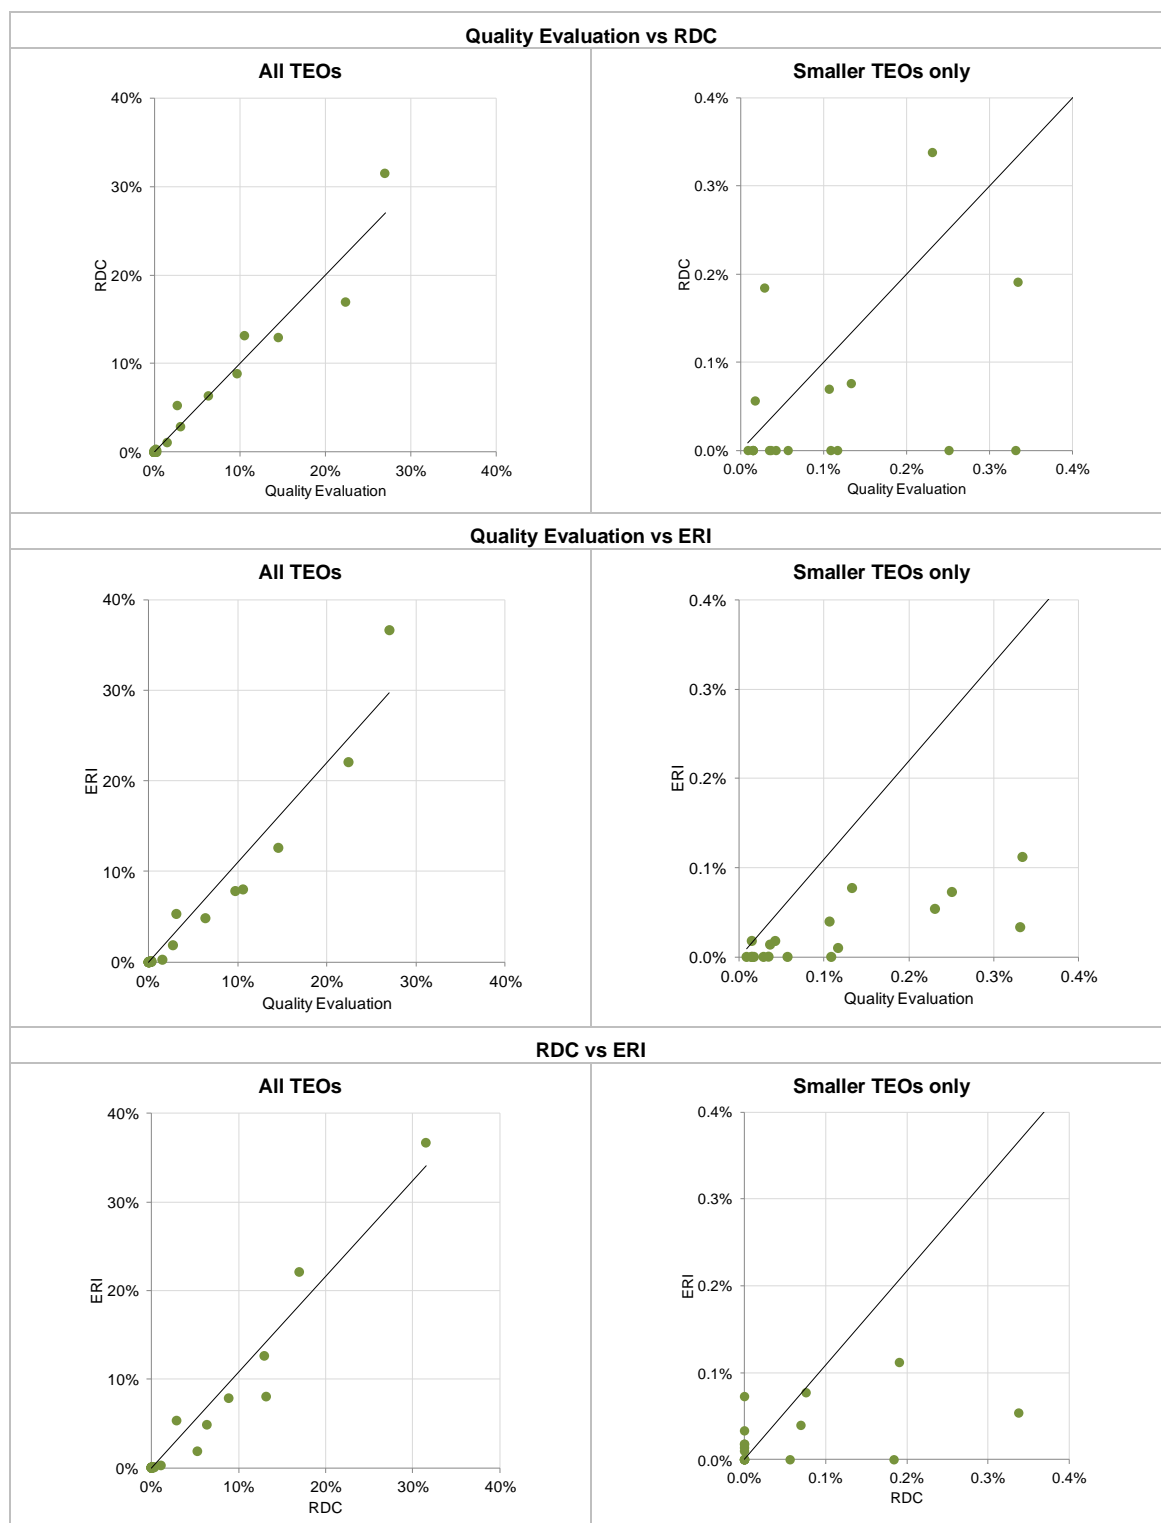 Quality Evaluation vs RDC
All TEOs
40%
30%
20%
10%
0%
RDC
0% 10% 20% 30% 40%
Quality Evaluation
Smaller TEOs only
0.4%
0.3%
0.2%
0.1%
0.0%
RDC
0.0% 0.1% 0.2% 0.3% 0.4%
Quality Evaluation
Quality Evaluation vs ERI
All TEOs
40%
30%
20%
10%
0%
ERI
0% 10% 20% 30% 40%
Quality Evaluation
Smaller TEOs only
0.4%
0.3%
0.2%
0.1%
0.0%
ERI
0.0% 0.1% 0.2% 0.3% 0.4%
Quality Evaluation
RDC vs ERI
All TEOs
40%
30%
20%
10%
0%
ERI
0% 10% 20% 30% 40%
RDC
Smaller TEOs only
0.4%
0.3%
0.2%
0.1%
0.0%
ERI
0.0% 0.1% 0.2% 0.3% 0.4%
RDC